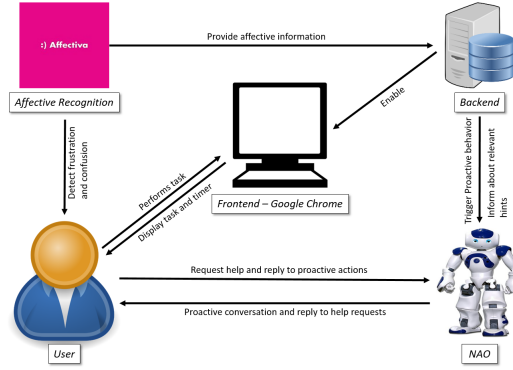 :) Affectiva
Provide affective information
Affective Recognition
Backend
Enable
Detect frustration
and confusion
Trigger Proactive behavior
Inform about relevant
hints
Performs task
Display task and timer
Frontend – Google Chrome
Request help and reply to proactive actions
Proactive conversation and reply to help requests
User
NAO